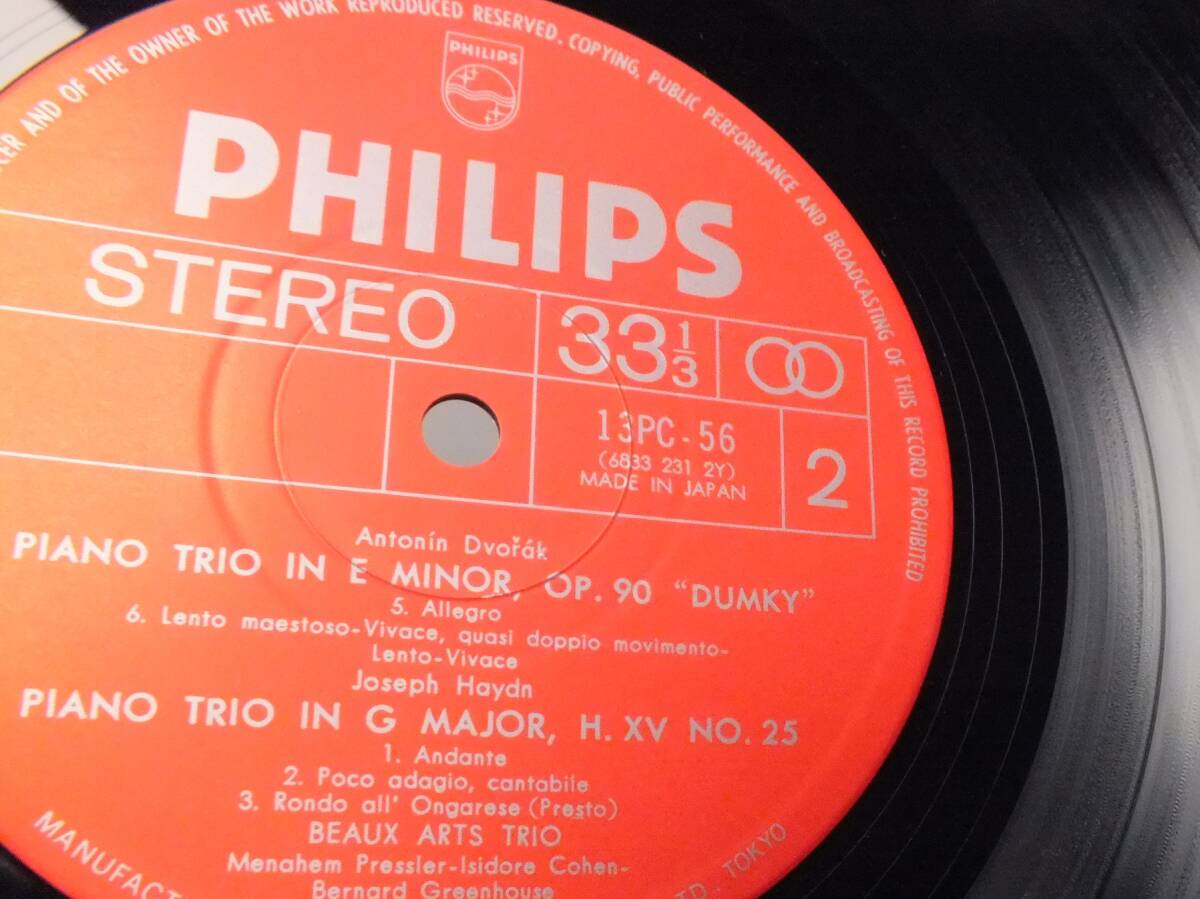 CER AND OF THE OWNER OF THE WORK REPRODUCED RESERVED. COPYING, PUBLIC PERFORMANCE AND BROADCASTING OF THIS RECORD PROHIBITED
PHILIPS
PHILIPS
STEREO
33 1/3
13PC-56
(6833 231 2Y)
MADE IN JAPAN
2
Antonín Dvořák
PIANO TRIO IN E MINOR, OP. 90 "DUMKY"
5. Allegro
6. Lento maestoso-Vivace, quasi doppio movimento-
Lento-Vivace
Joseph Haydn
PIANO TRIO IN G MAJOR, H. XV NO. 25
1. Andante
2. Poco adagio, cantabile
3. Rondo all' Ongarese (Presto)
BEAUX ARTS TRIO
Menahem Pressler-Isidore Cohen-
Bernard Greenhouse
MANUFACT
TD., TOKYO